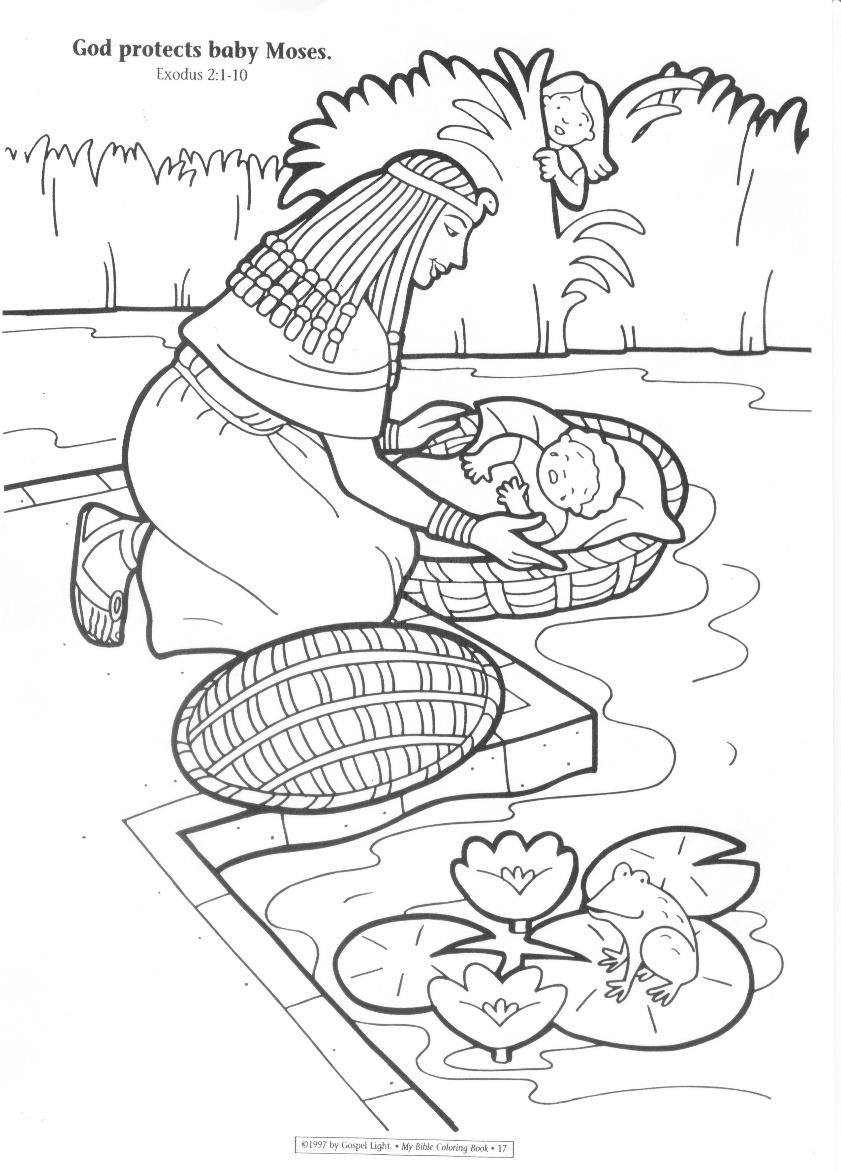 God protects baby Moses.
Exodus 2:1-10
©1997 by Gospel Light. • My Bible Coloring Book • 17